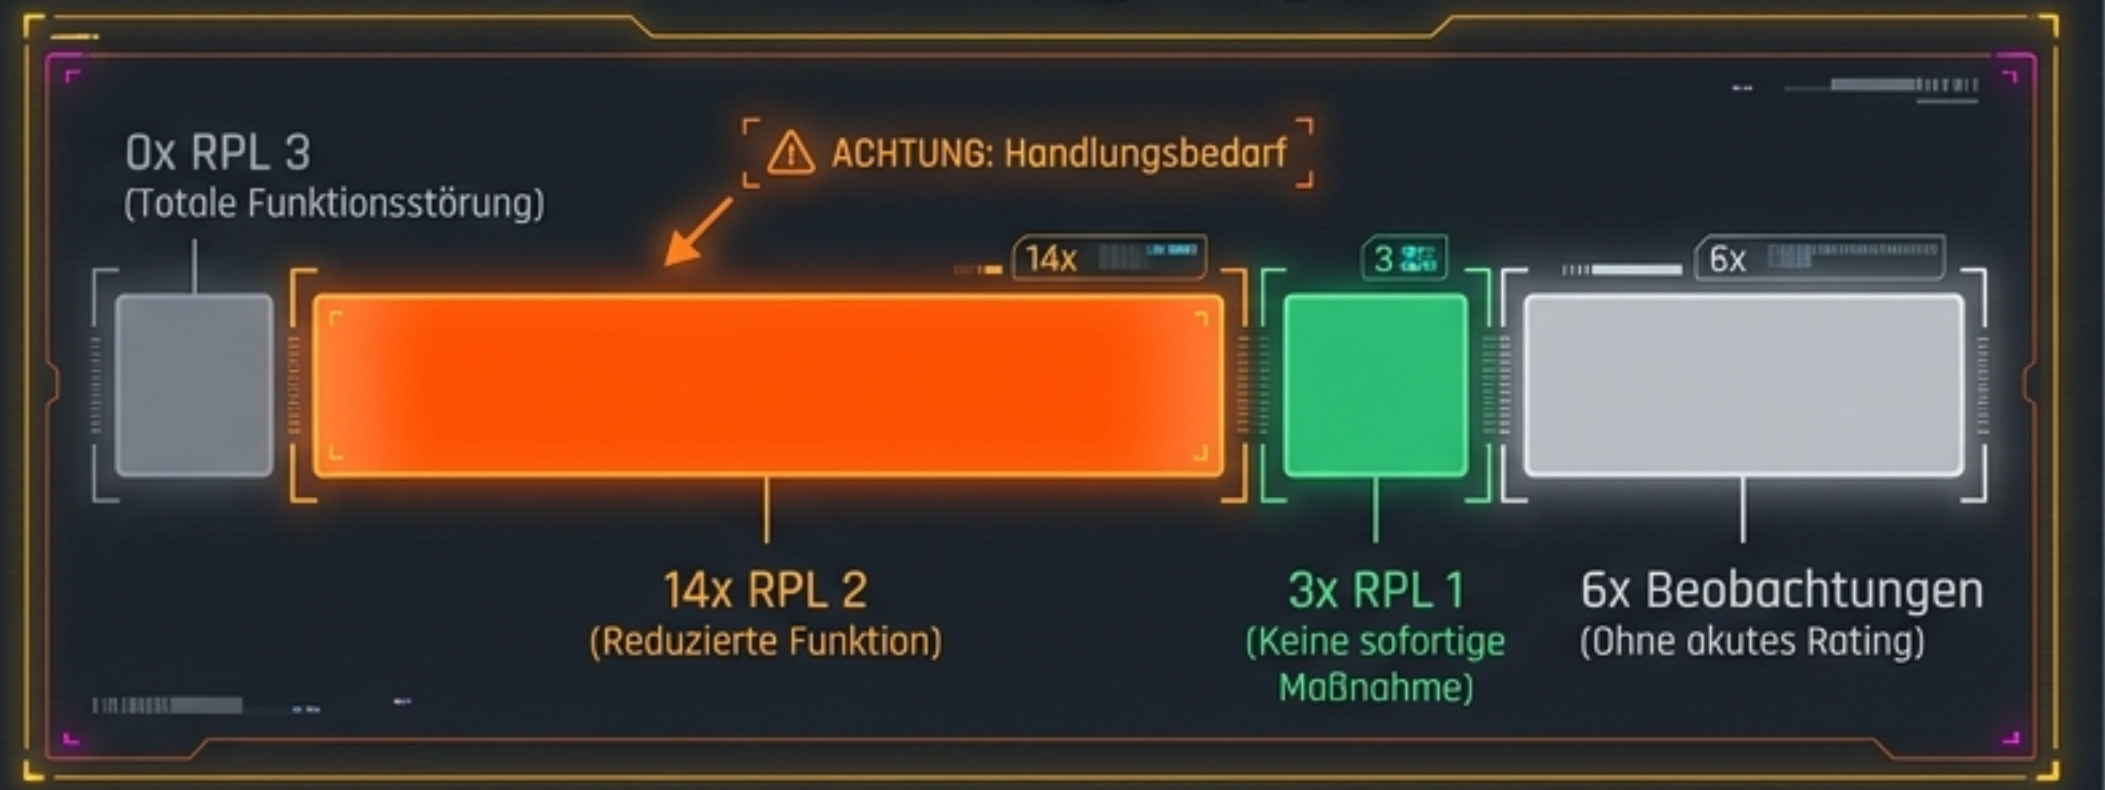 0x RPL 3
(Totale Funktionsstörung)
ACHTUNG: Handlungsbedarf
14x
3
6x
14x RPL 2
(Reduzierte Funktion)
3x RPL 1
(Keine sofortige
Maßnahme)
6x Beobachtungen
(Ohne akutes Rating)